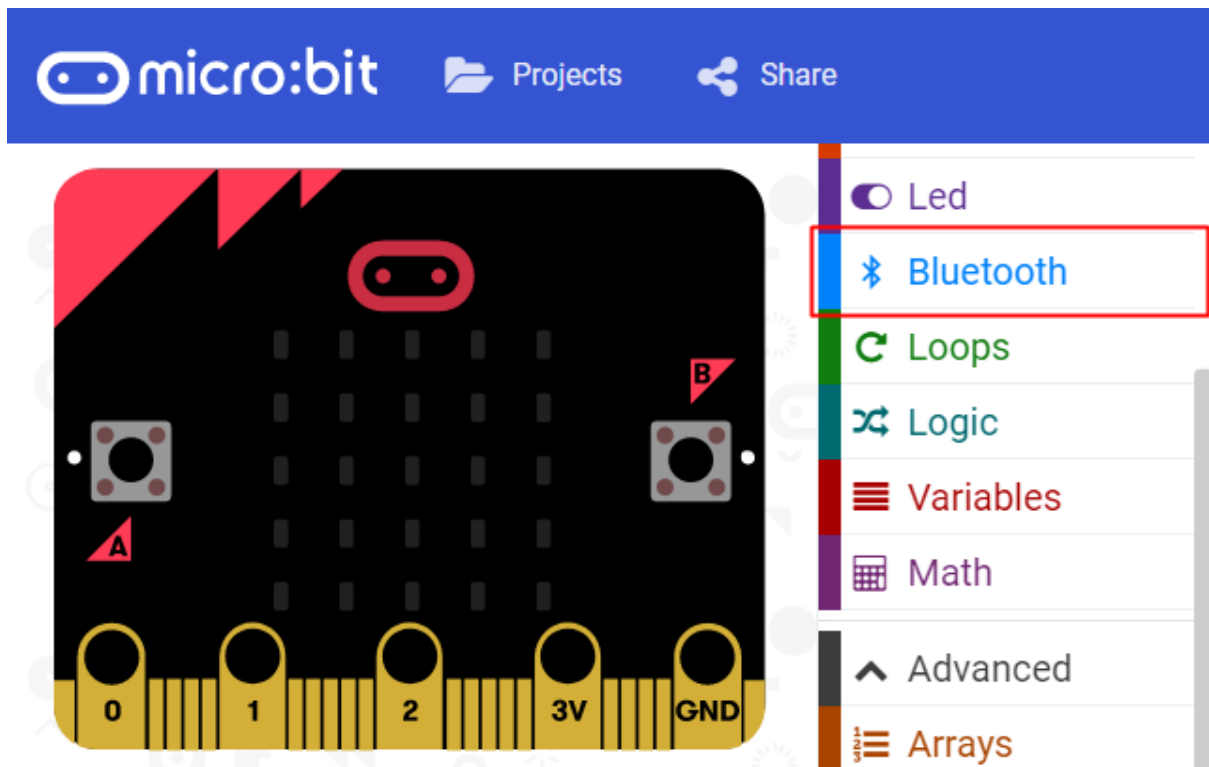 micro:bit Projects Share
Led
Bluetooth
Loops
Logic
Variables
Math
Advanced
Arrays
B
A
0 1 2 3V GND